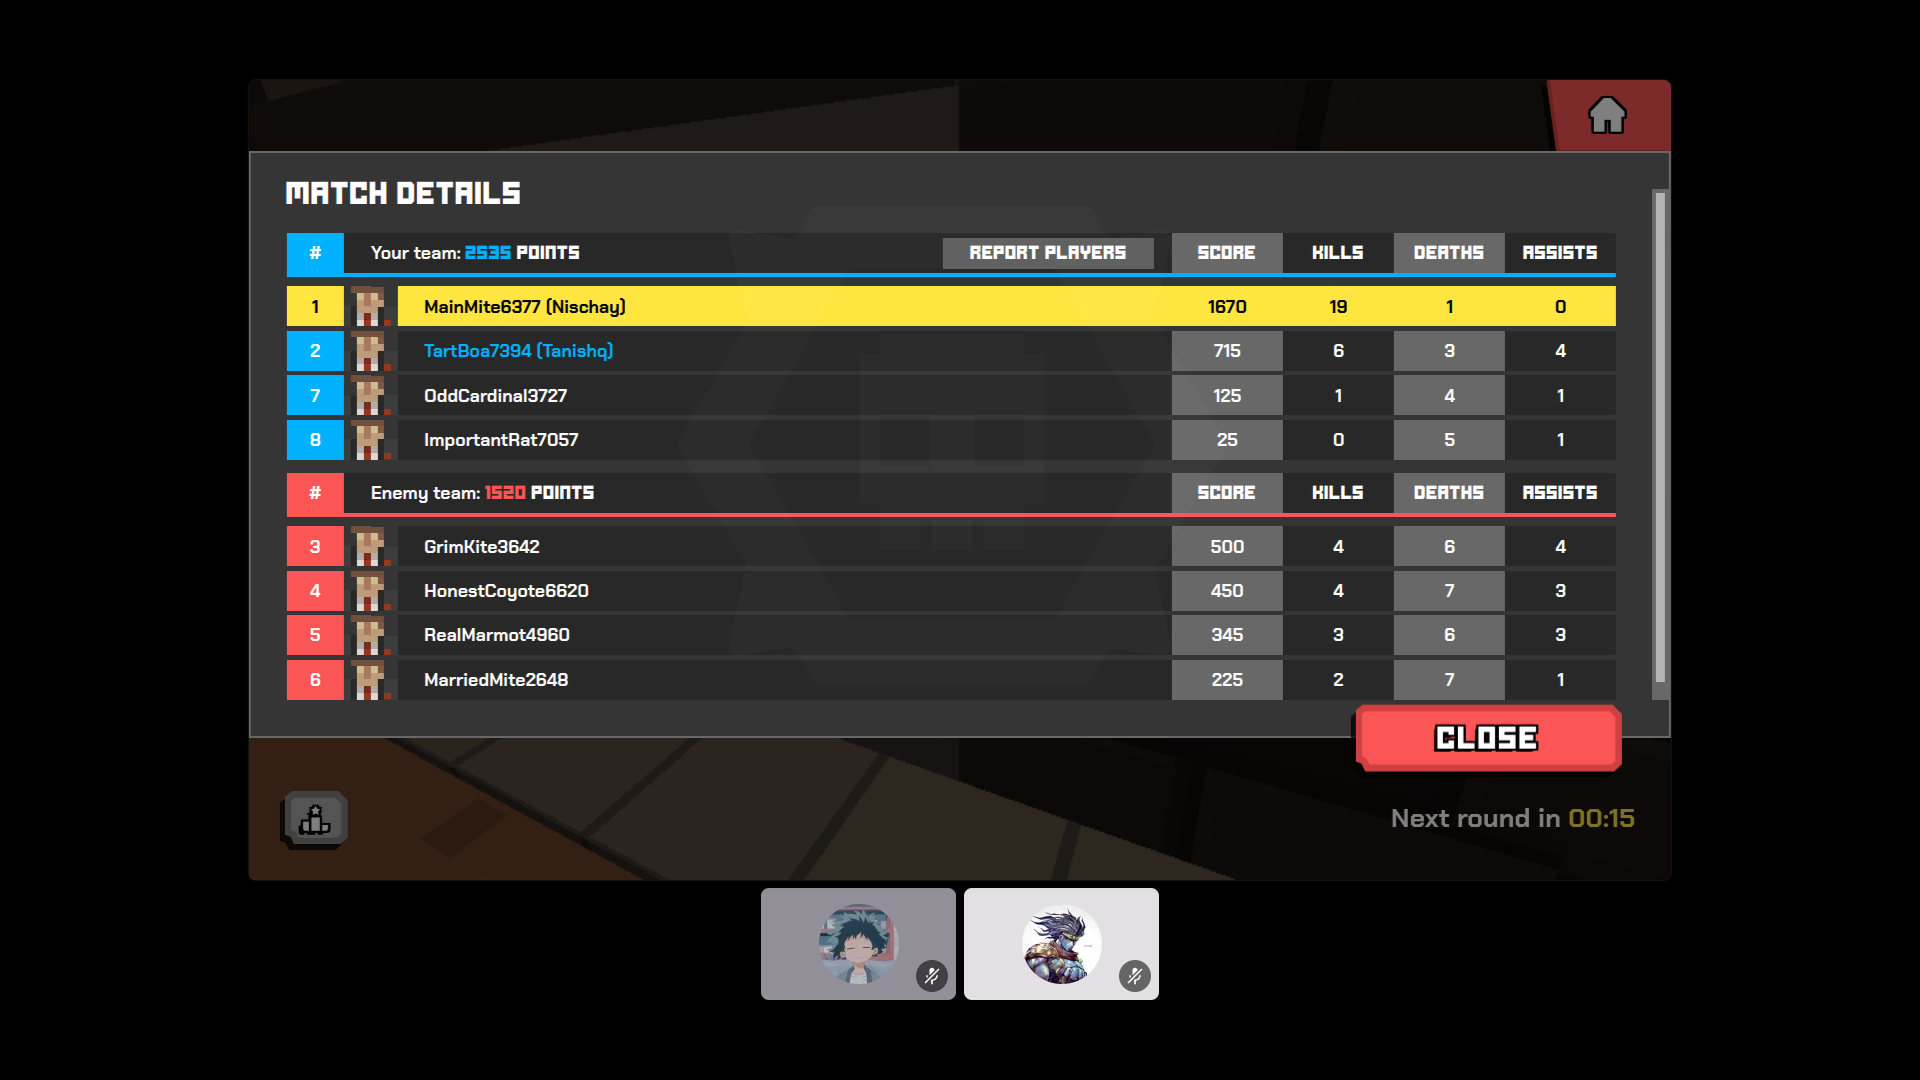 MATCH DETAILS
# Your team: 2535 POINTS REPORT PLAYERS SCORE KILLS DEATHS ASSISTS
1 MainMite6377 (Nischay) 1670 19 1 0
2 TartBoa7394 (Tanishq) 715 6 3 4
7 OddCardinal3727 125 1 4 1
8 ImportantRat7057 25 0 5 1
# Enemy team: 1520 POINTS SCORE KILLS DEATHS ASSISTS
3 GrimKite3642 500 4 6 4
4 HonestCoyote6620 450 4 7 3
5 RealMarmot4960 345 3 6 3
6 MarriedMite2648 225 2 7 1
CLOSE
Next round in 00:15